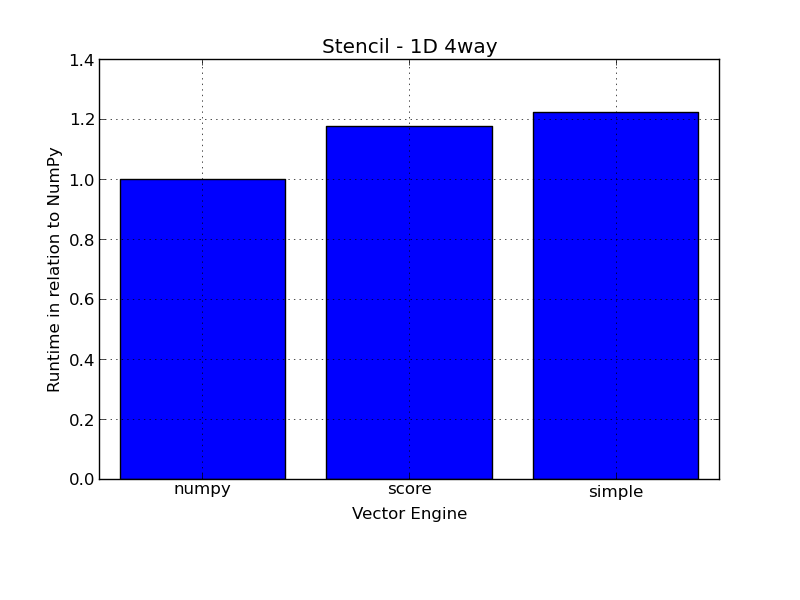 Stencil - 1D 4way
1.4
1.2
1.0
0.8
0.6
0.4
0.2
0.0
Runtime in relation to NumPy
numpy score simple
Vector Engine